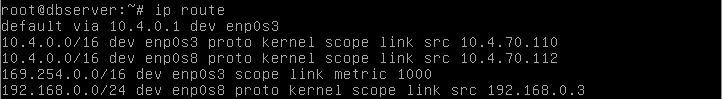 root@dbserver:~# ip route
default via 10.4.0.1 dev enp0s3
10.4.0.0/16 dev enp0s3 proto kernel scope link src 10.4.70.110
10.4.0.0/16 dev enp0s8 proto kernel scope link src 10.4.70.112
169.254.0.0/16 dev enp0s3 scope link metric 1000
192.168.0.0/24 dev enp0s8 proto kernel scope link src 192.168.0.3